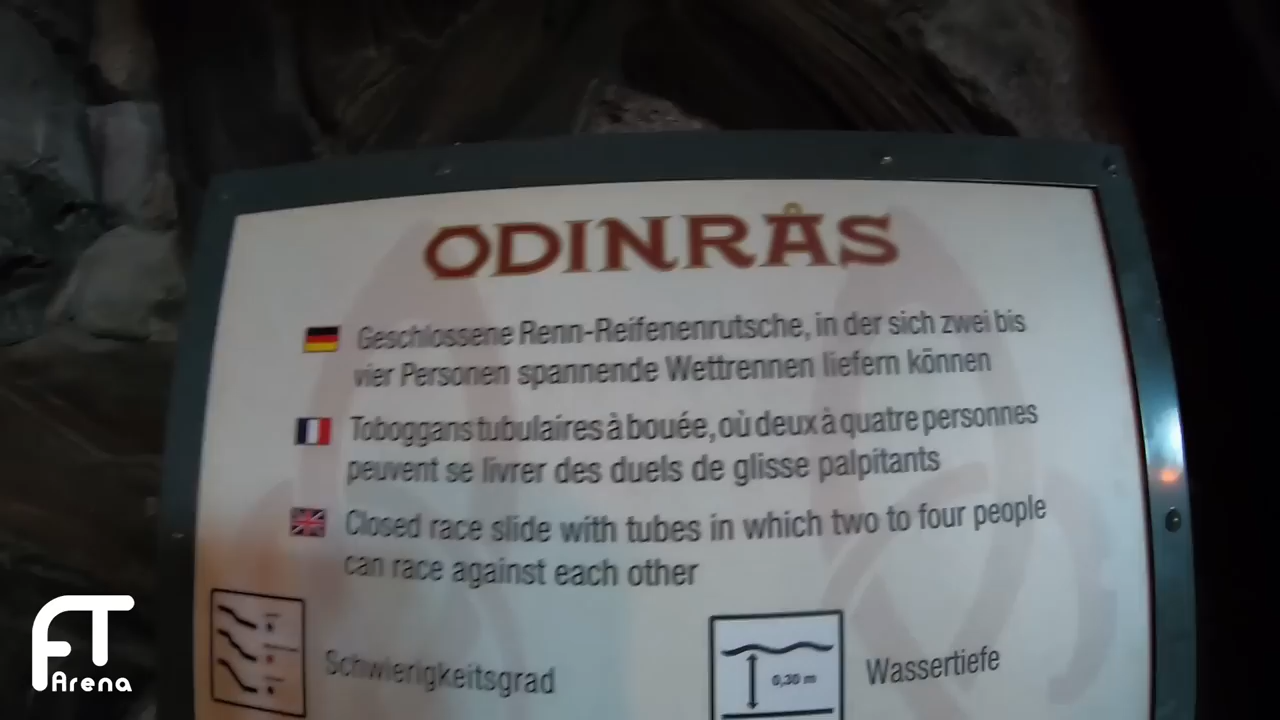 ODINRÅS
Geschlossene Renn-Reifenenrutsche, in der sich zwei bis
vier Personen spannende Wettrennen liefern können
Toboggans tubulaires à bouée, où deux à quatre personnes
peuvent se livrer des duels de glisse palpitants
Closed race slide with tubes in which two to four people
can race against each other
Schwierigkeitsgrad
0,30 m
Wassertiefe
FT
Arena